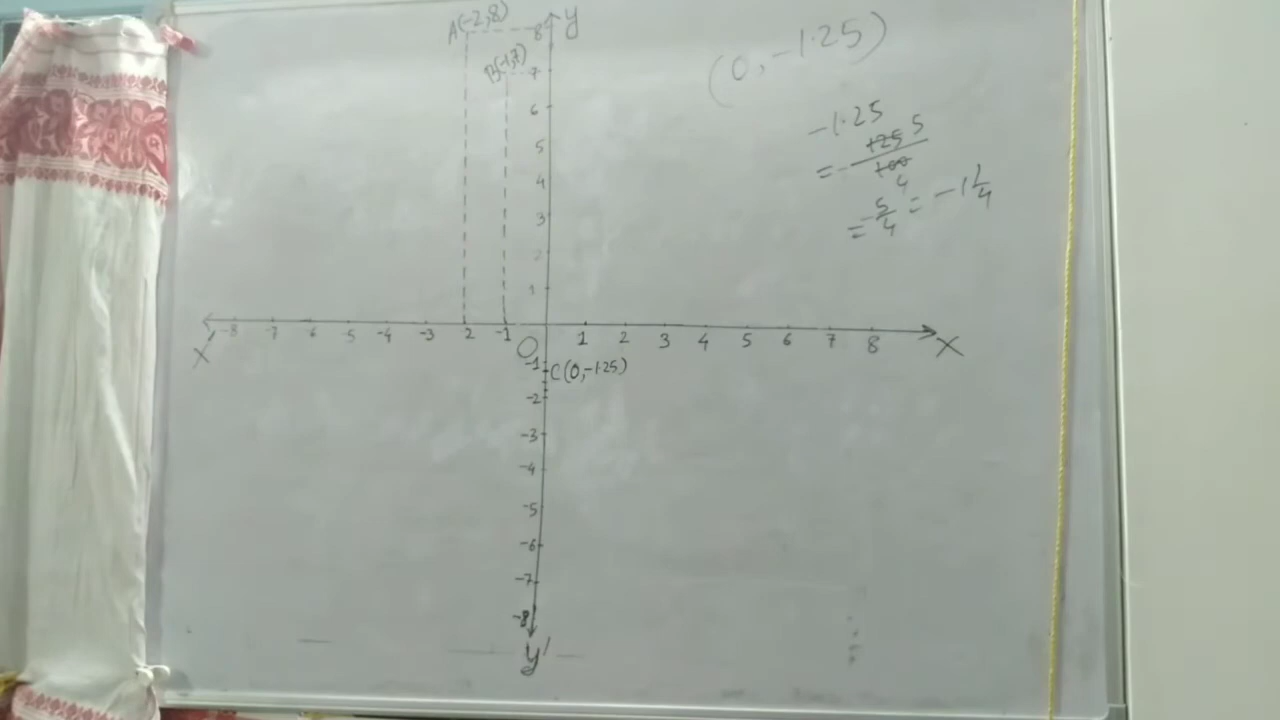 A(-2,8)
8
y
(0,-1.25)
B(-1,7)
7
6
-1.25
5
= -125/100 5
4
4
= -5/4 = -1 1/4
3
2
1
-8 -7 -6 -5 -4 -3 -2 -1 1 2 3 4 5 6 7 8
X' O X
-1
C(0,-1.25)
-2
-3
-4
-5
-6
-7
-8
y'